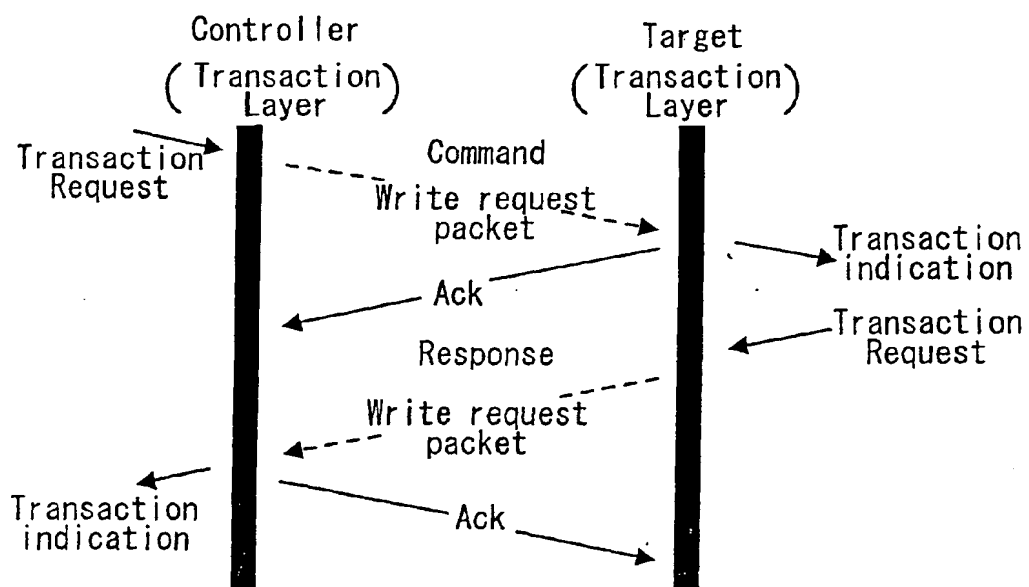 Controller
(Transaction
Layer)
Target
(Transaction
Layer)
Transaction
Request
Command
Write request
packet
Transaction
indication
Ack
Transaction
Request
Response
Write request
packet
Transaction
indication
Ack